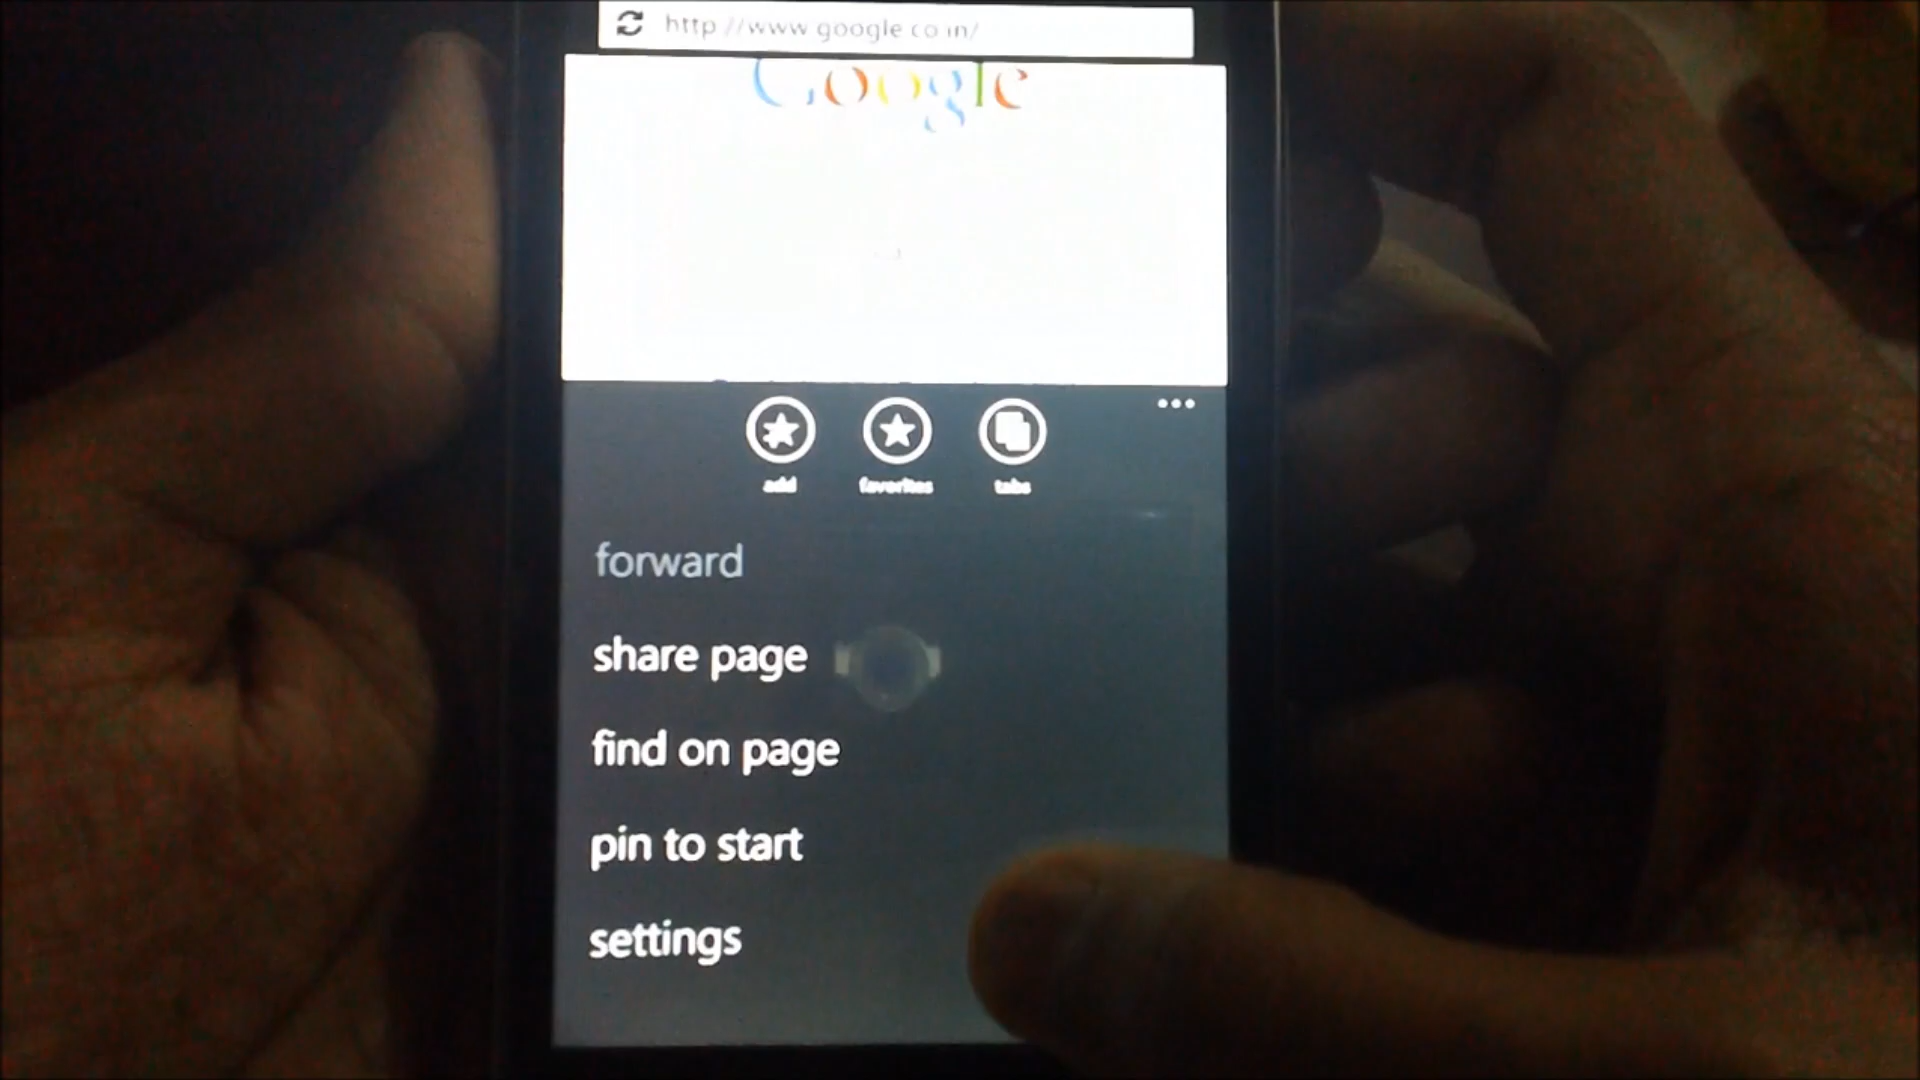 http://www.google.co.in/
Google
add favorites tabs
forward
share page
find on page
pin to start
settings